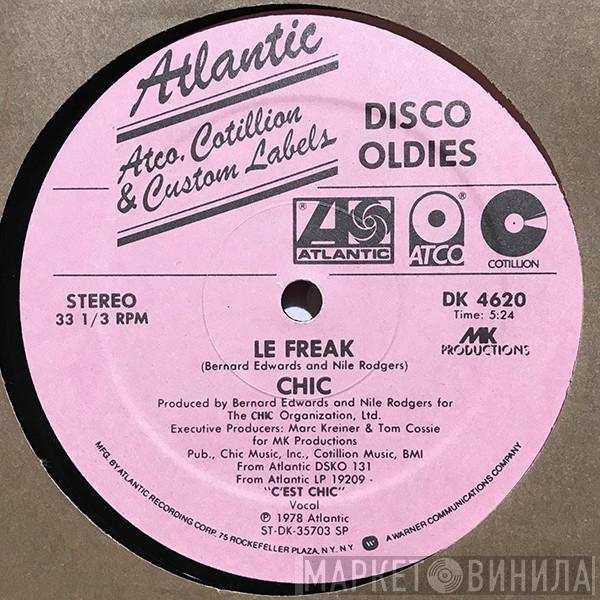 Atlantic
Atco, Cotillion
& Custom Labels
DISCO
OLDIES
® ATLANTIC
® ATCO
COTILLION
STEREO
33 1/3 RPM
DK 4620
Time: 5:24
MK
PRODUCTIONS
LE FREAK
(Bernard Edwards and Nile Rodgers)
CHIC
Produced by Bernard Edwards and Nile Rodgers for
The CHIC Organization, Ltd.
Executive Producers: Marc Kreiner & Tom Cossie
for MK Productions
Pub., Chic Music, Inc., Cotillion Music, BMI
From Atlantic DSKO 131
From Atlantic LP 19209 -
"C'EST CHIC"
Vocal
℗ 1978 Atlantic
ST-DK-35703 SP
MFG. BY ATLANTIC RECORDING CORP. 75 ROCKEFELLER PLAZA, N.Y. N.Y. A WARNER COMMUNICATIONS COMPANY
МАРКЕТ ВИНИЛА